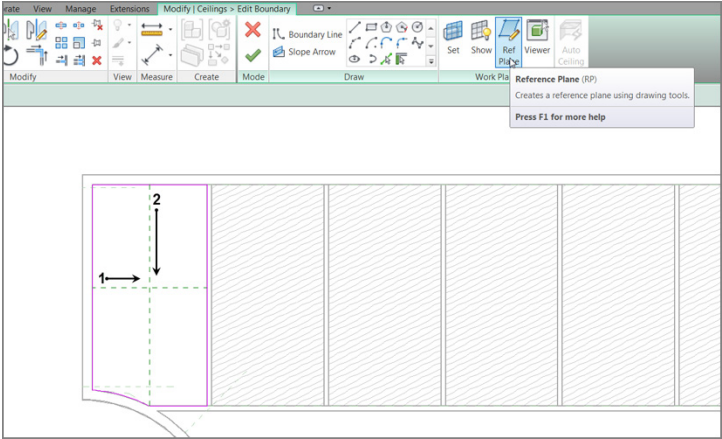 View Manage Extensions Modify | Ceilings > Edit Boundary
Boundary Line
Slope Arrow
Set Show Ref Plane Viewer Auto Ceiling
Modify View Measure Create Mode Draw Work Pla
Reference Plane (RP)
Creates a reference plane using drawing tools.
Press F1 for more help
2
1